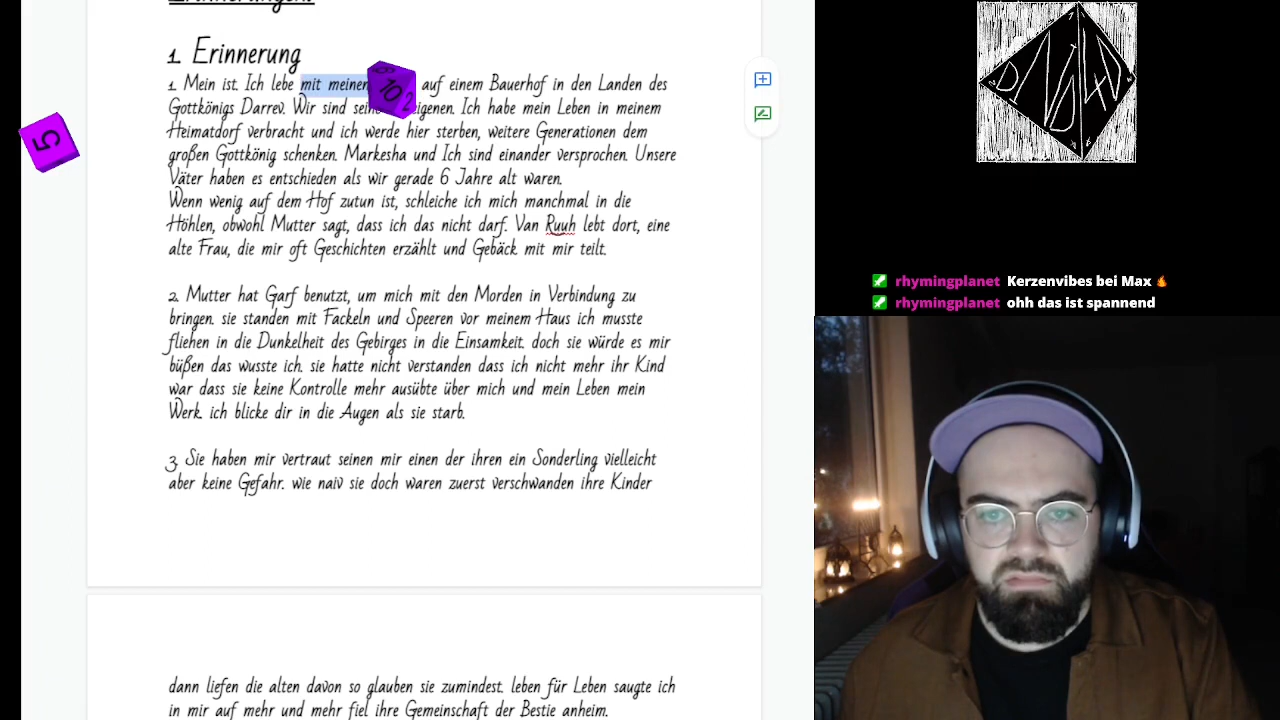 Erinnerungen:
1. Erinnerung
1. Mein ist. Ich lebe mit meinen auf einem Bauerhof in den Landen des
Gottkönigs Darrev. Wir sind seine eigenen. Ich habe mein Leben in meinem
Heimatdorf verbracht und ich werde hier sterben, weitere Generationen dem
großen Gottkönig schenken. Markesha und Ich sind einander versprochen. Unsere
Väter haben es entschieden als wir gerade 6 Jahre alt waren.
Wenn wenig auf dem Hof zutun ist, schleiche ich mich manchmal in die
Höhlen, obwohl Mutter sagt, dass ich das nicht darf. Van Ruuh lebt dort, eine
alte Frau, die mir oft Geschichten erzählt und Gebäck mit mir teilt.
2. Mutter hat Garf benutzt, um mich mit den Morden in Verbindung zu
bringen. sie standen mit Fackeln und Speeren vor meinem Haus ich musste
fliehen in die Dunkelheit des Gebirges in die Einsamkeit. doch sie würde es mir
büßen das wusste ich. sie hatte nicht verstanden dass ich nicht mehr ihr Kind
war dass sie keine Kontrolle mehr ausübte über mich und mein Leben mein
Werk. ich blicke dir in die Augen als sie starb.
3. Sie haben mir vertraut seinen mir einen der ihren ein Sonderling vielleicht
aber keine Gefahr. wie naiv sie doch waren zuerst verschwanden ihre Kinder
dann liefen die alten davon so glauben sie zumindest. leben für Leben saugte ich
in mir auf mehr und mehr fiel ihre Gemeinschaft der Bestie anheim.
5
10
2
rhymingplanet Kerzenvibes bei Max 🔥
rhymingplanet ohh das ist spannend